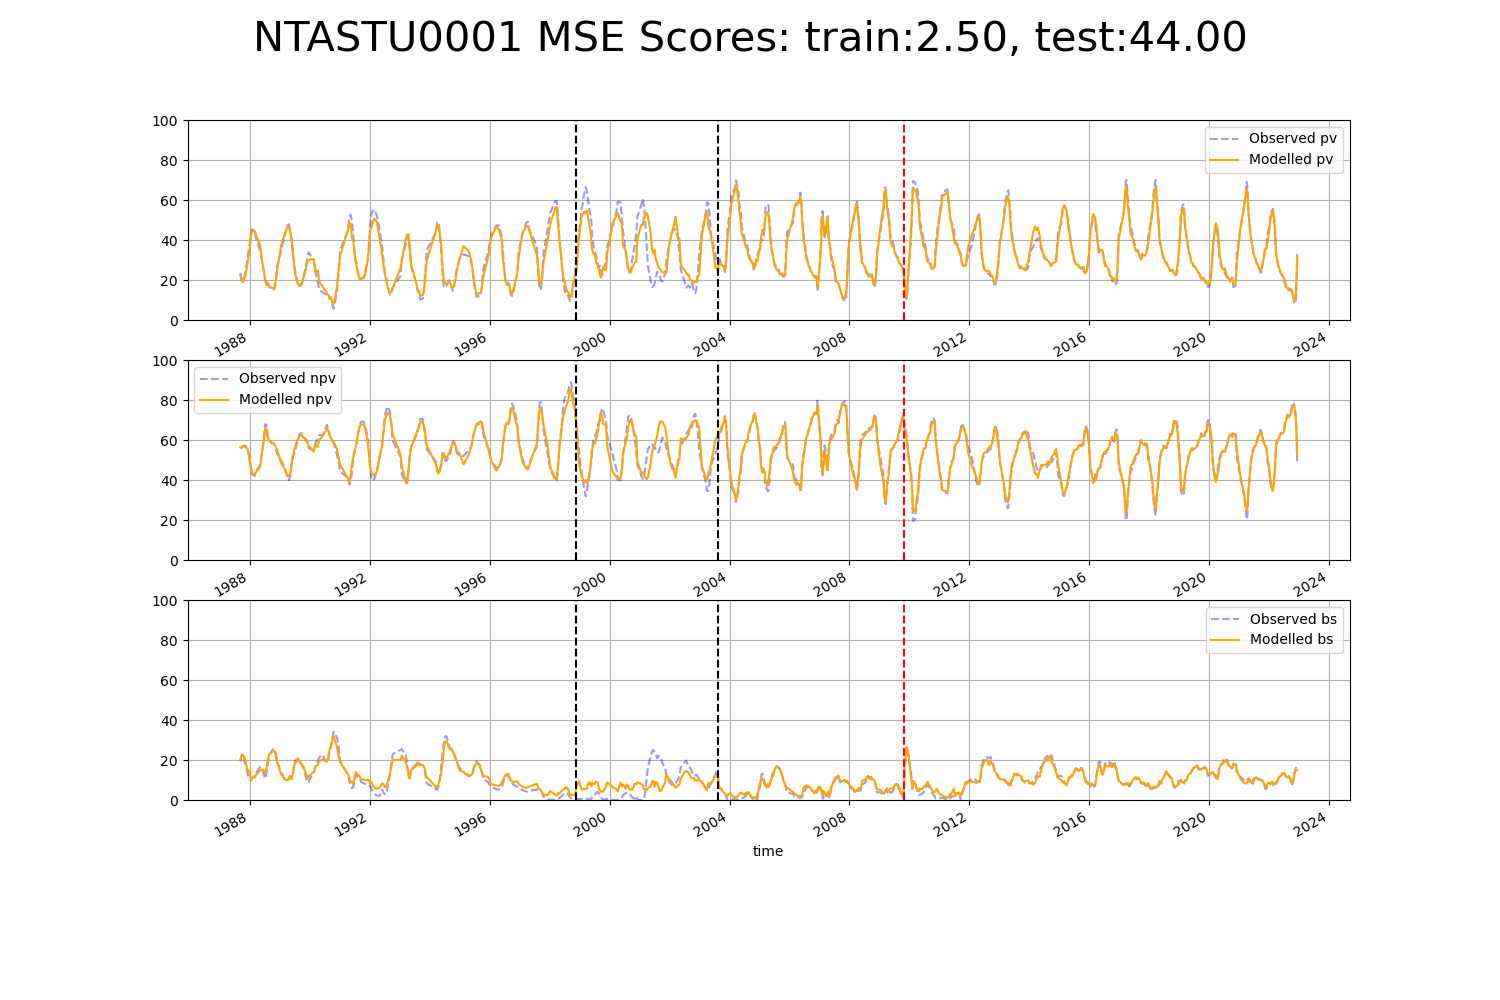 NTASTU0001 MSE Scores: train:2.50, test:44.00
100
80
60
40
20
0
Observed pv
Modelled pv
1988 1992 1996 2000 2004 2008 2012 2016 2020 2024
100
80
60
40
20
0
Observed npv
Modelled npv
1988 1992 1996 2000 2004 2008 2012 2016 2020 2024
100
80
60
40
20
0
Observed bs
Modelled bs
1988 1992 1996 2000 2004 2008 2012 2016 2020 2024
time